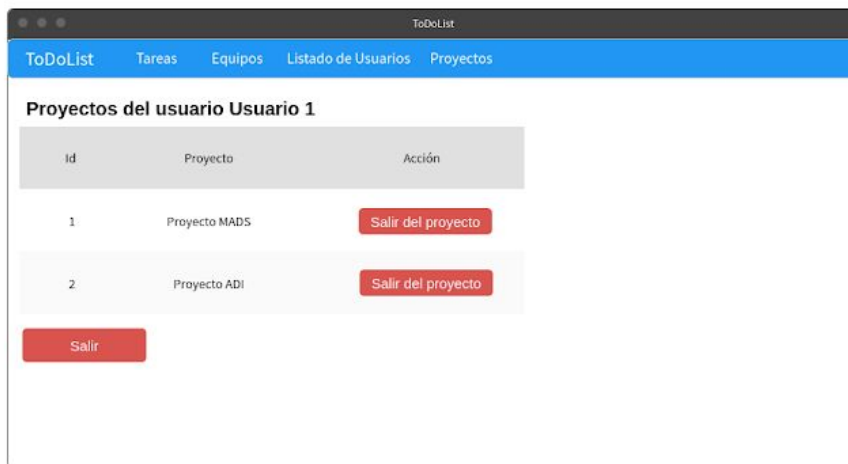 ToDoList
ToDoList Tareas Equipos Listado de Usuarios Proyectos
Proyectos del usuario Usuario 1
Id Proyecto Acción
1 Proyecto MADS Salir del proyecto
2 Proyecto ADI Salir del proyecto
Salir